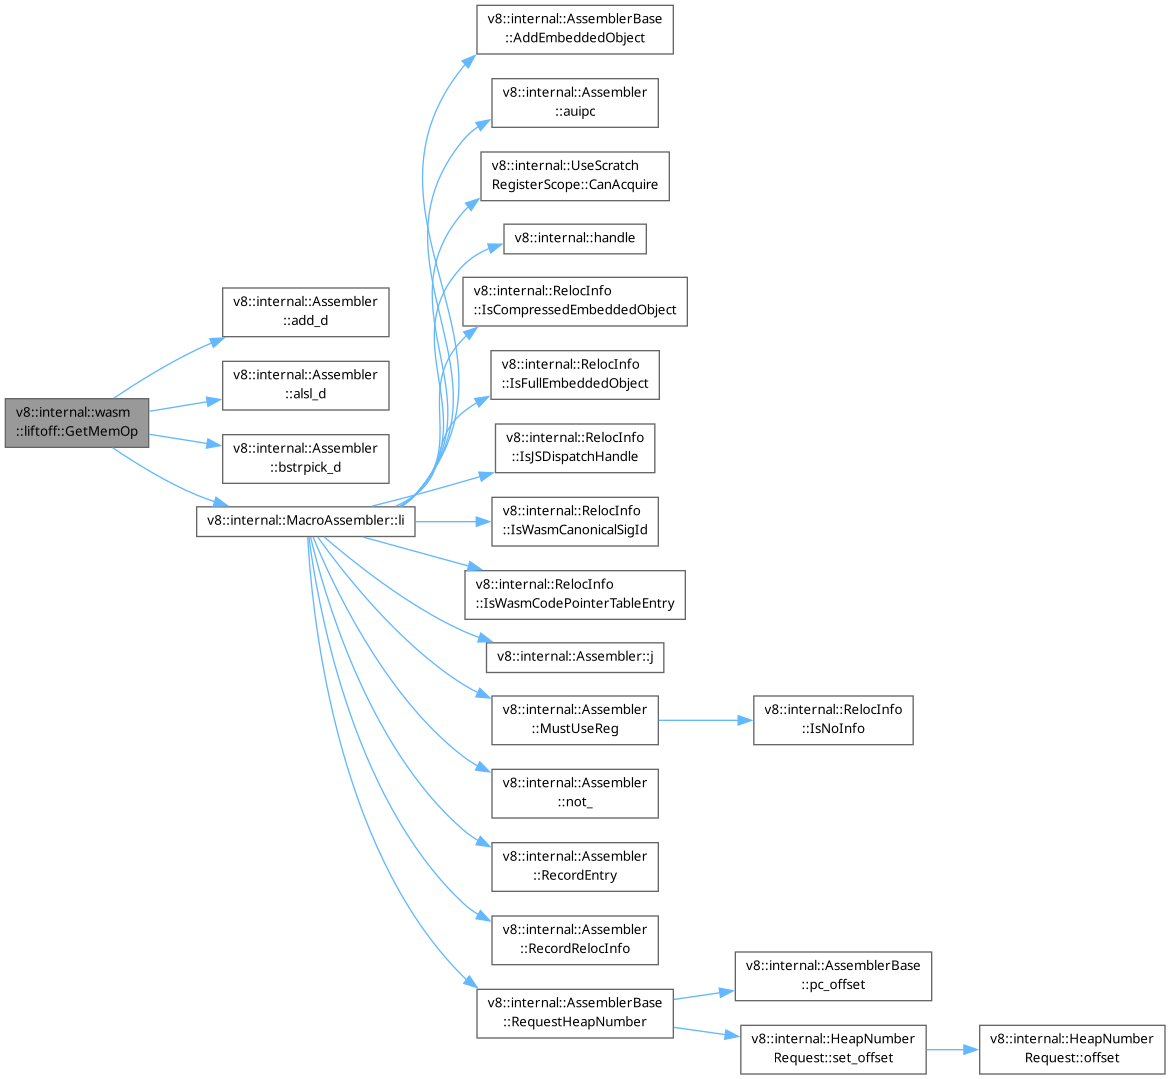 v8::internal::AssemblerBase
::AddEmbeddedObject
v8::internal::Assembler
::auipc
v8::internal::UseScratch
RegisterScope::CanAcquire
v8::internal::handle
v8::internal::RelocInfo
::IsCompressedEmbeddedObject
v8::internal::Assembler
::add_d
v8::internal::RelocInfo
::IsFullEmbeddedObject
v8::internal::Assembler
::alsl_d
v8::internal::wasm
::liftoff::GetMemOp
v8::internal::RelocInfo
::IsJSDispatchHandle
v8::internal::Assembler
::bstrpick_d
v8::internal::MacroAssembler::li
v8::internal::RelocInfo
::IsWasmCanonicalSigId
v8::internal::RelocInfo
::IsWasmCodePointerTableEntry
v8::internal::Assembler::j
v8::internal::Assembler
::MustUseReg
v8::internal::RelocInfo
::IsNoInfo
v8::internal::Assembler
::not_
v8::internal::Assembler
::RecordEntry
v8::internal::Assembler
::RecordRelocInfo
v8::internal::AssemblerBase
::RequestHeapNumber
v8::internal::AssemblerBase
::pc_offset
v8::internal::HeapNumber
Request::set_offset
v8::internal::HeapNumber
Request::offset